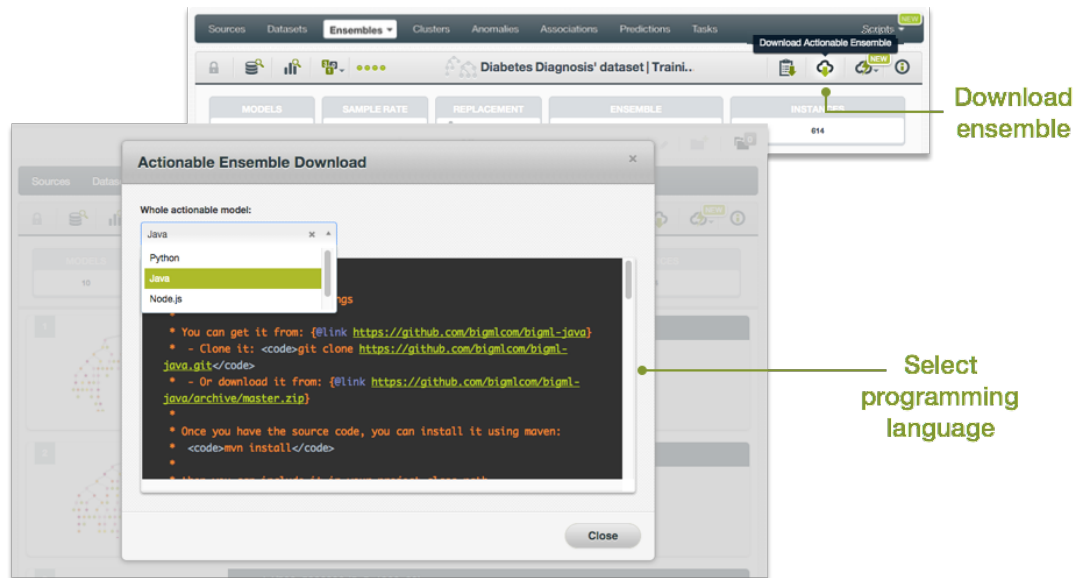 NEW
Sources Datasets Ensembles Clusters Anomalies Associations Predictions Tasks Scripts
Download Actionable Ensemble
Diabetes Diagnosis' dataset | Traini...
NEW
MODELS SAMPLE RATE REPLACEMENT ENSEMBLE INSTANCES
614
Download
ensemble
Actionable Ensemble Download
Sources
Whole actionable model:
Java
Python
Java
Node.js
NEW
MODELS
10
1
2
* You can get it from: {@link https://github.com/bigmlcom/bigml-java}
* - Clone it: <code>git clone https://github.com/bigmlcom/bigml-
java.git</code>
* - Or download it from: {@link https://github.com/bigmlcom/bigml-
java/archive/master.zip}
*
* Once you have the source code, you can install it using maven:
* <code>mvn install</code>
*
Close
Select
programming
language